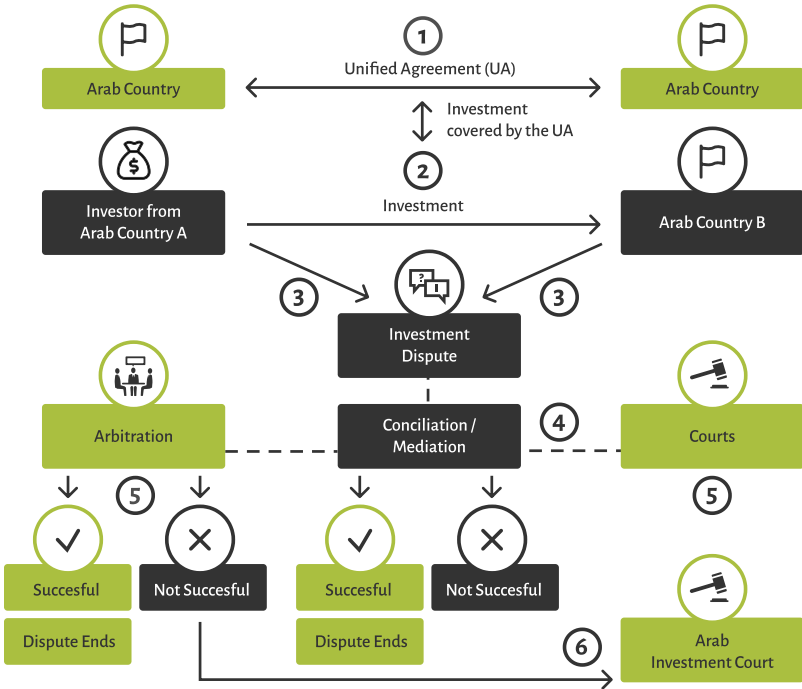 1
Unified Agreement (UA)
Arab Country
Arab Country
Investment
covered by the UA
$
2
Investment
Investor from
Arab Country A
Arab Country B
3
? !
3
Investment
Dispute
Arbitration
Conciliation /
Mediation
4
Courts
5
5
Succesful
Not Succesful
Succesful
Not Succesful
Dispute Ends
Dispute Ends
6
Arab
Investment Court